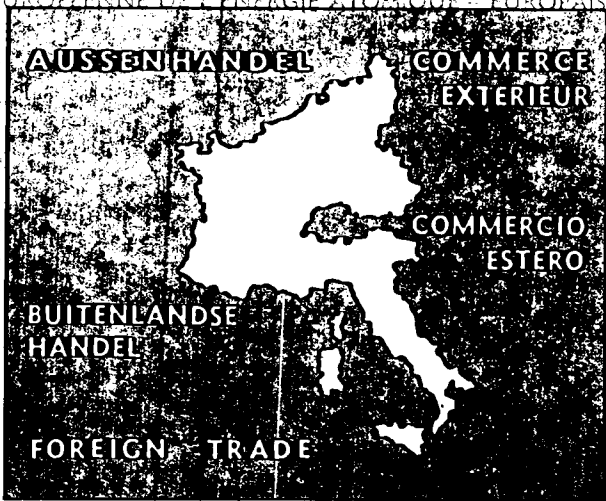 AUSSENHANDEL
COMMERCE
EXTERIEUR
COMMERCIO
ESTERO
BUITENLANDSE
HANDEL
FOREIGN TRADE